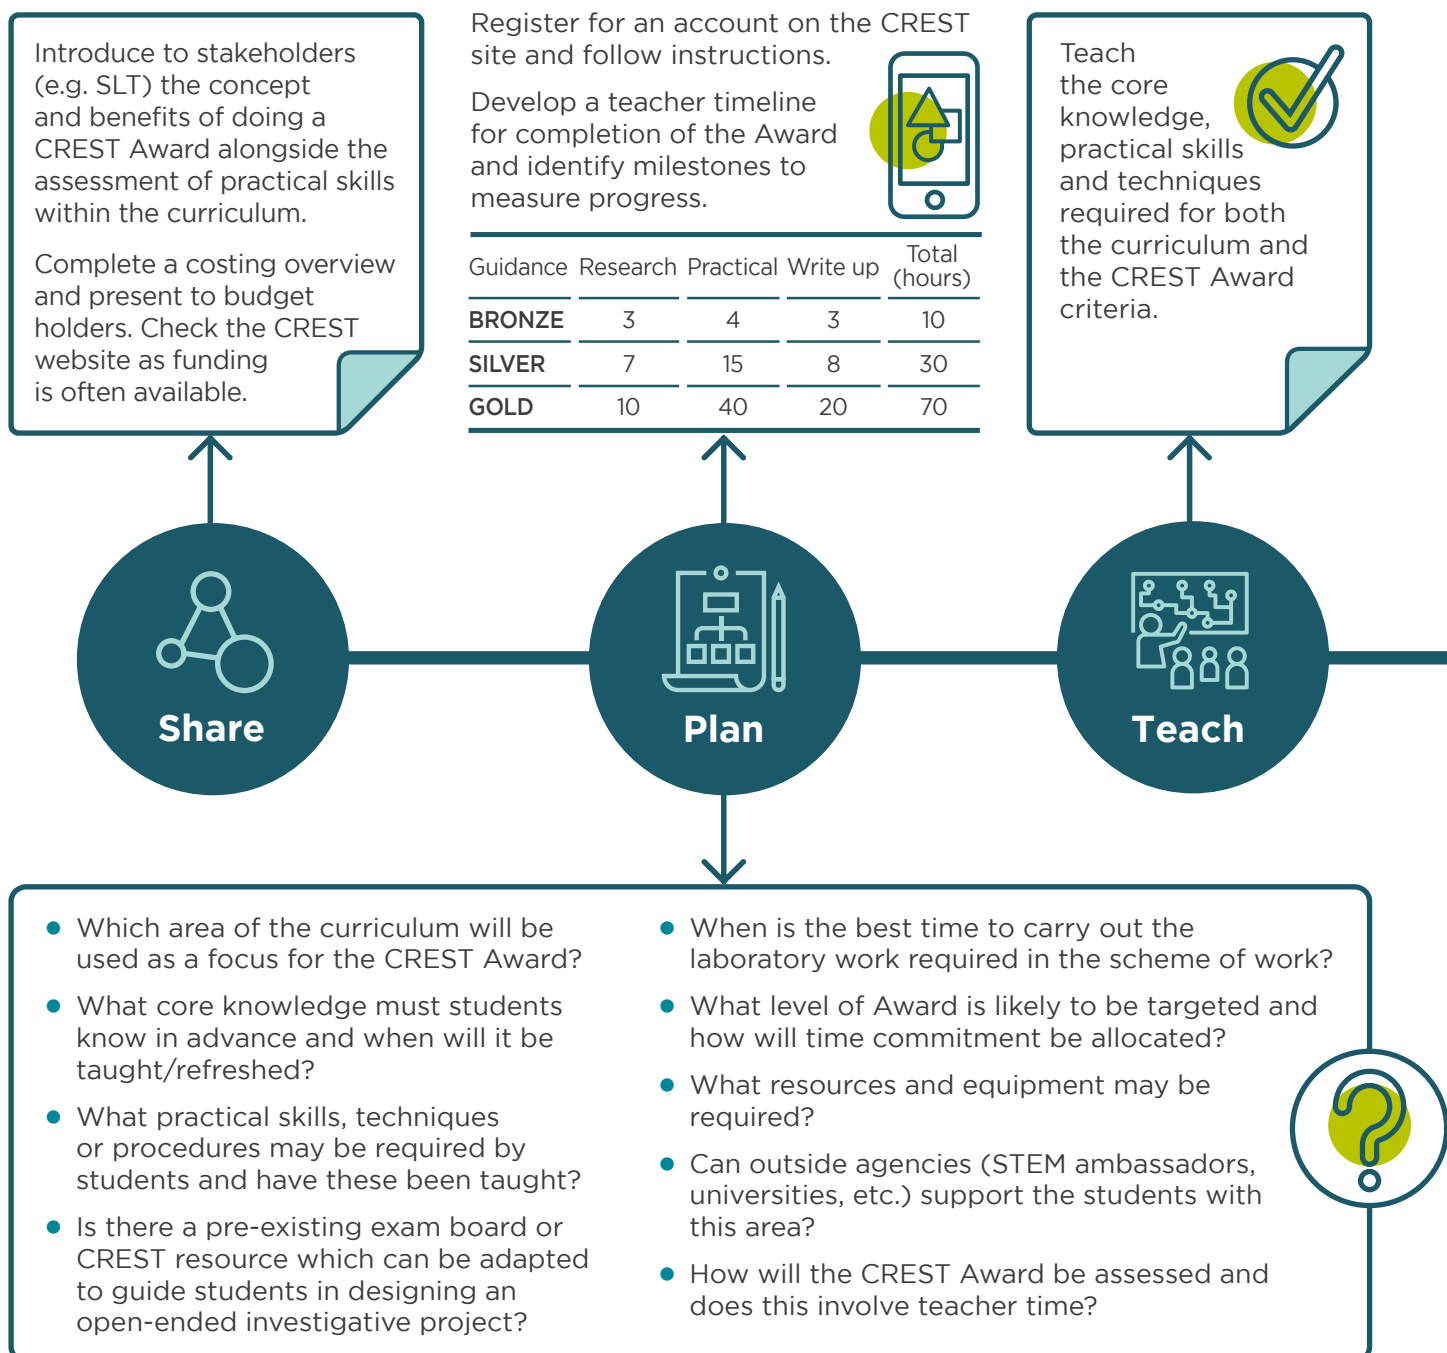 Introduce to stakeholders
(e.g. SLT) the concept
and benefits of doing a
CREST Award alongside the
assessment of practical skills
within the curriculum.
Complete a costing overview
and present to budget
holders. Check the CREST
website as funding
is often available.
Register for an account on the CREST
site and follow instructions.
Develop a teacher timeline
for completion of the Award
and identify milestones to
measure progress.
Guidance Research Practical Write up Total (hours)
BRONZE 3 4 3 10
SILVER 7 15 8 30
GOLD 10 40 20 70
Teach
the core
knowledge,
practical skills
and techniques
required for both
the curriculum and
the CREST Award
criteria.
Share
Plan
Teach
• Which area of the curriculum will be
used as a focus for the CREST Award?
• What core knowledge must students
know in advance and when will it be
taught/refreshed?
• What practical skills, techniques
or procedures may be required by
students and have these been taught?
• Is there a pre-existing exam board or
CREST resource which can be adapted
to guide students in designing an
open-ended investigative project?
• When is the best time to carry out the
laboratory work required in the scheme of work?
• What level of Award is likely to be targeted and
how will time commitment be allocated?
• What resources and equipment may be
required?
• Can outside agencies (STEM ambassadors,
universities, etc.) support the students with
this area?
• How will the CREST Award be assessed and
does this involve teacher time?